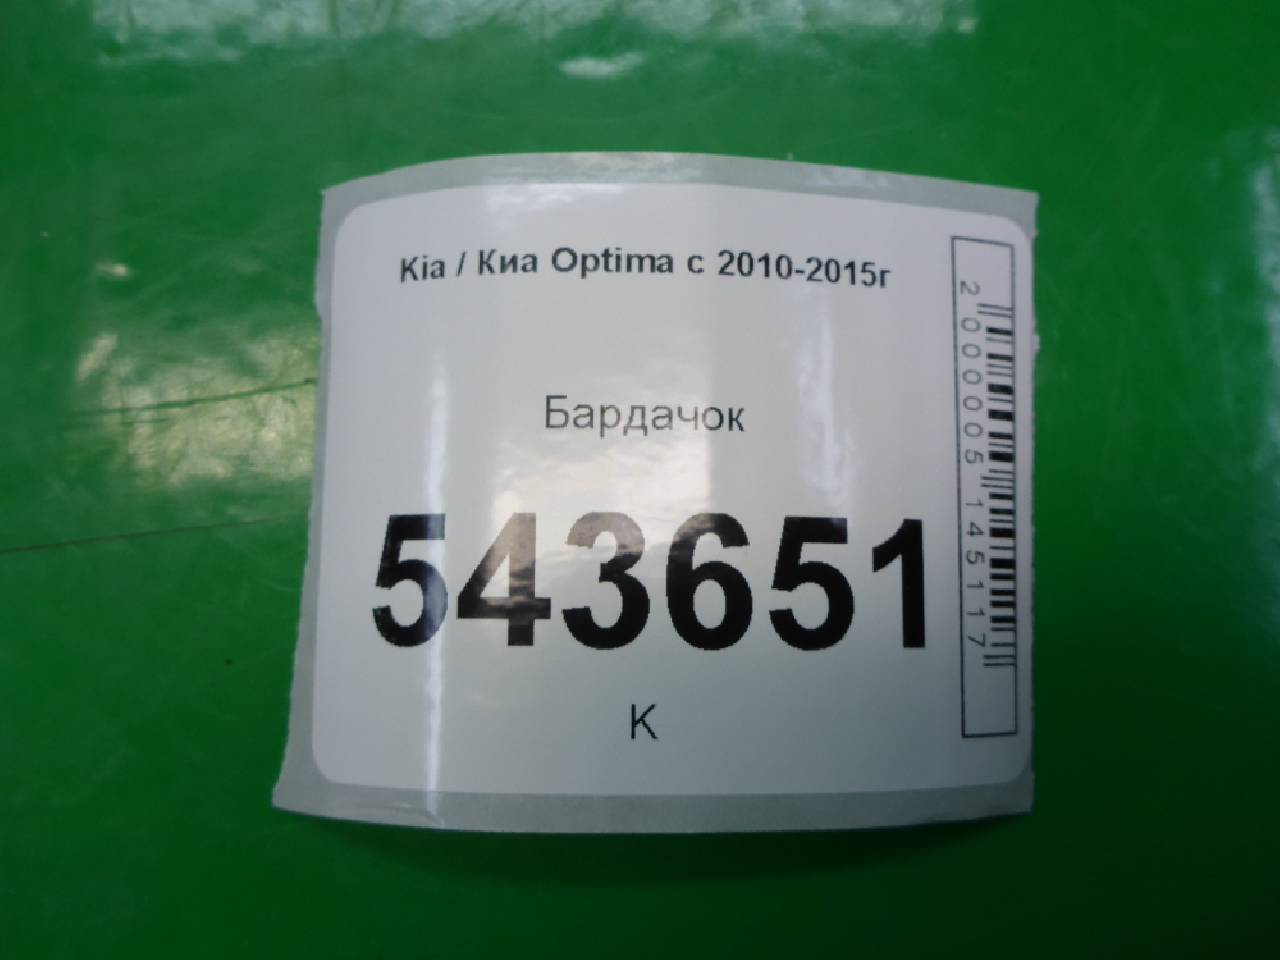 Kia / Киа Optima с 2010-2015г
Бардачок
543651
К
2000005145117